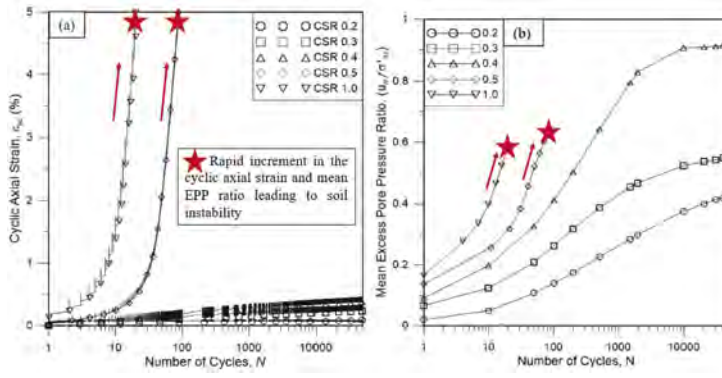 (a)
5
4
3
2
1
0
Cyclic Axial Strain, (%)
1
10
100
1000
10000
Number of Cycles, N
CSR 0.2
CSR 0.3
CSR 0.4
CSR 0.5
CSR 1.0
Rapid increment in the
cyclic axial strain and mean
EPP ratio leading to soil
instability
(b)
1
0.8
0.6
0.4
0.2
0
Mean Excess Pore Pressure Ratio,
1
10
100
1000
10000
Number of Cycles, N
0.2
0.3
0.4
0.5
1.0